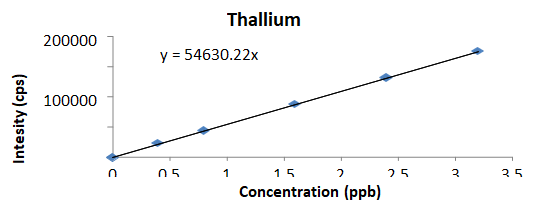 Thallium
200000
y = 54630.22x
100000
Intesity (cps)
0 0.5 1 1.5 2 2.5 3 3.5
Concentration (ppb)